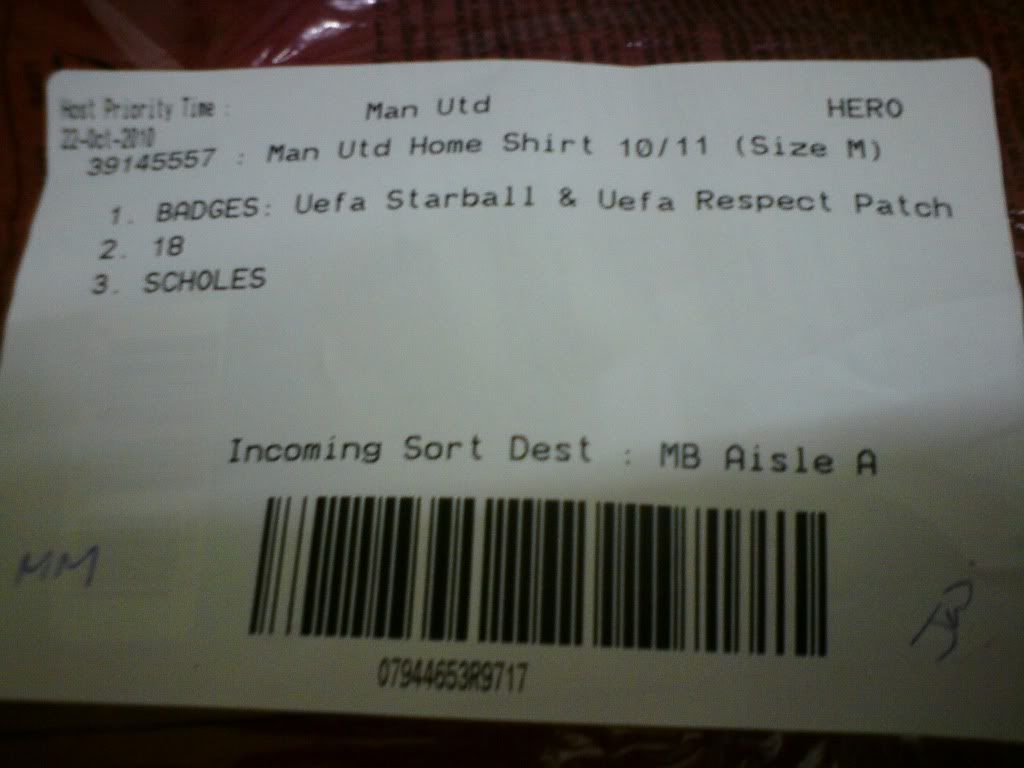 Host Priority Time :
22-Oct-2010
Man Utd
HERO
39145557 : Man Utd Home Shirt 10/11 (Size M)
1. BADGES: Uefa Starball & Uefa Respect Patch
2. 18
3. SCHOLES
Incoming Sort Dest : MB Aisle A
MM
07944653R9717